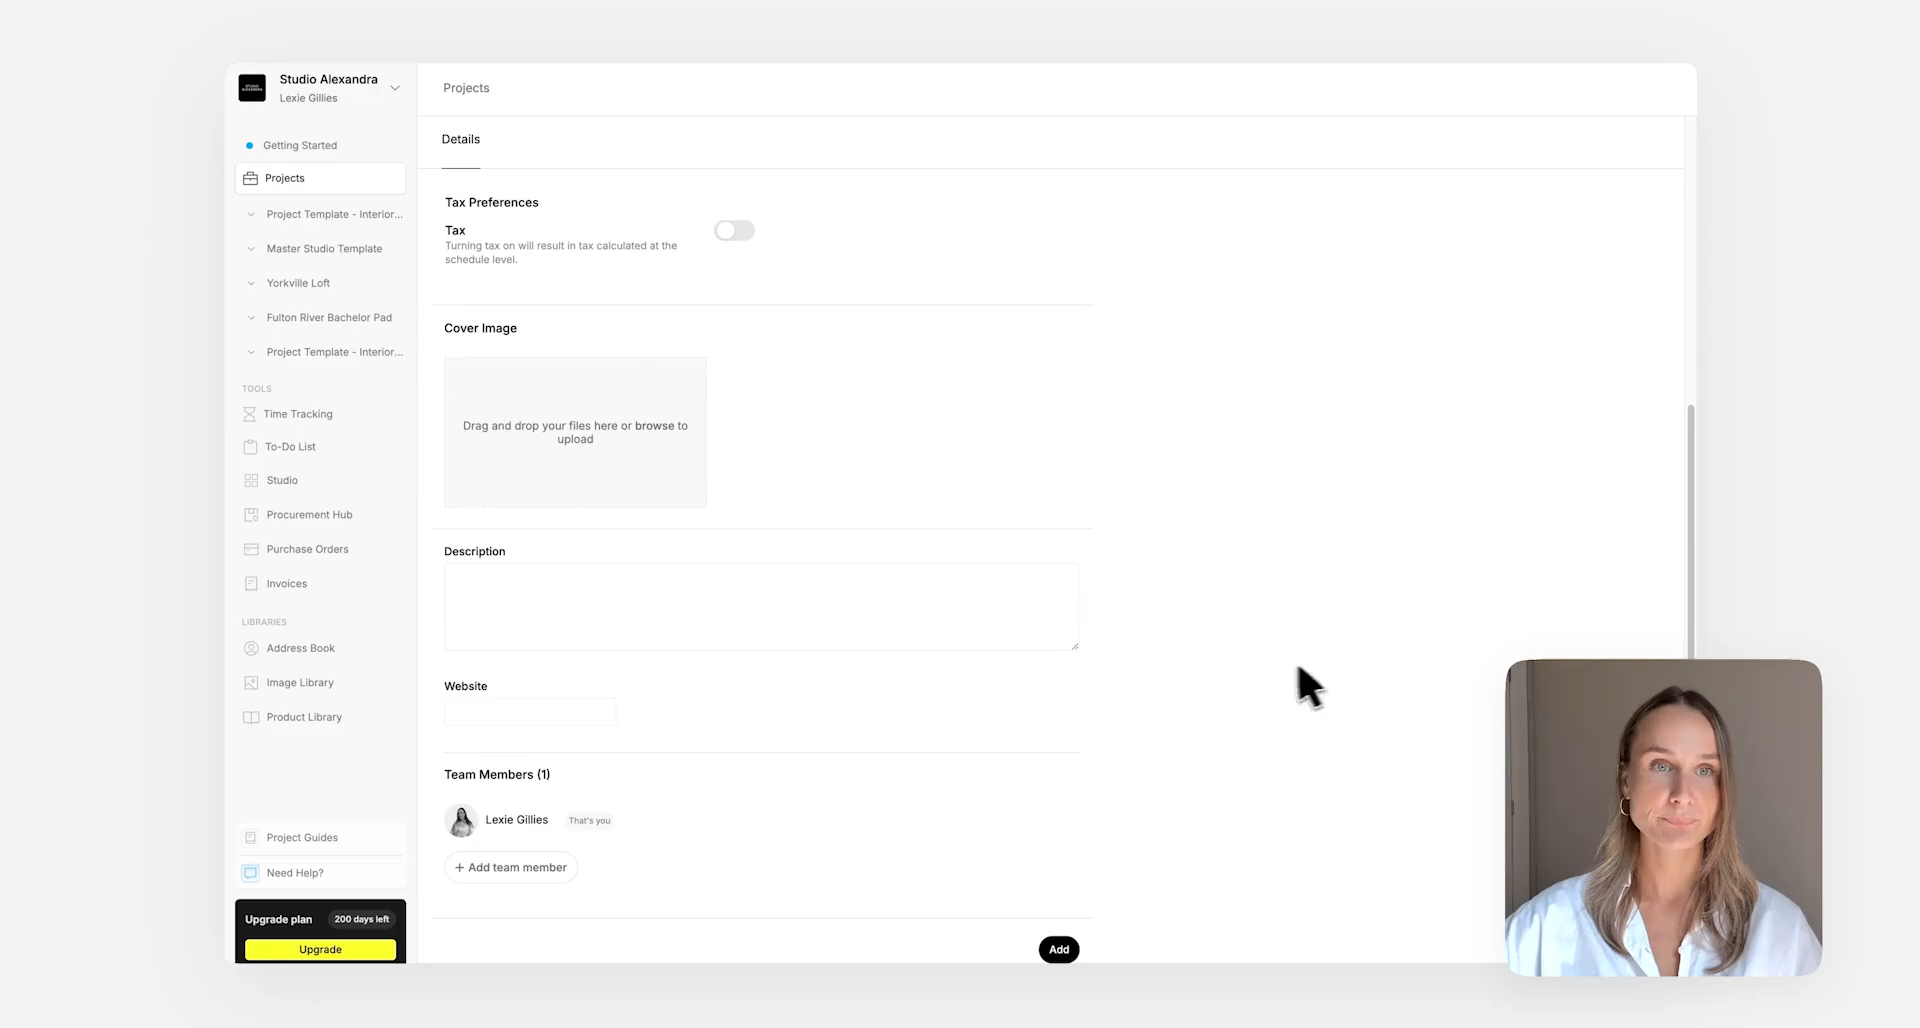 Studio Alexandra
Lexie Gillies
Getting Started
Projects
Project Template - Interior...
Master Studio Template
Yorkville Loft
Fulton River Bachelor Pad
Project Template - Interior...
TOOLS
Time Tracking
To-Do List
Studio
Procurement Hub
Purchase Orders
Invoices
LIBRARIES
Address Book
Image Library
Product Library
Project Guides
Need Help?
Upgrade plan
200 days left
Upgrade
Projects
Details
Tax Preferences
Tax
Turning tax on will result in tax calculated at the
schedule level.
Cover Image
Drag and drop your files here or browse to
upload
Description
Website
Team Members (1)
Lexie Gillies
That's you
+ Add team member
Add